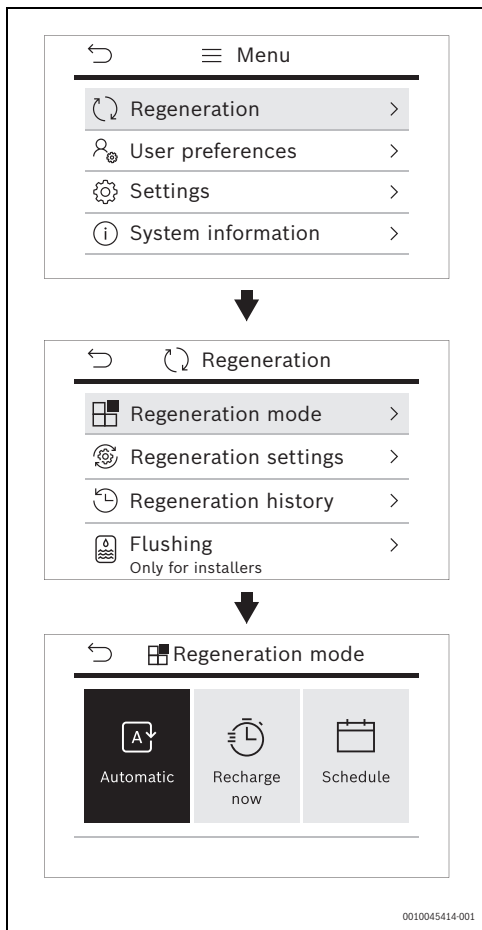 Menu
Regeneration
User preferences
Settings
System information
Regeneration
Regeneration mode
Regeneration settings
Regeneration history
Flushing
Only for installers
Regeneration mode
A
Automatic
Recharge
now
Schedule
0010045414-001